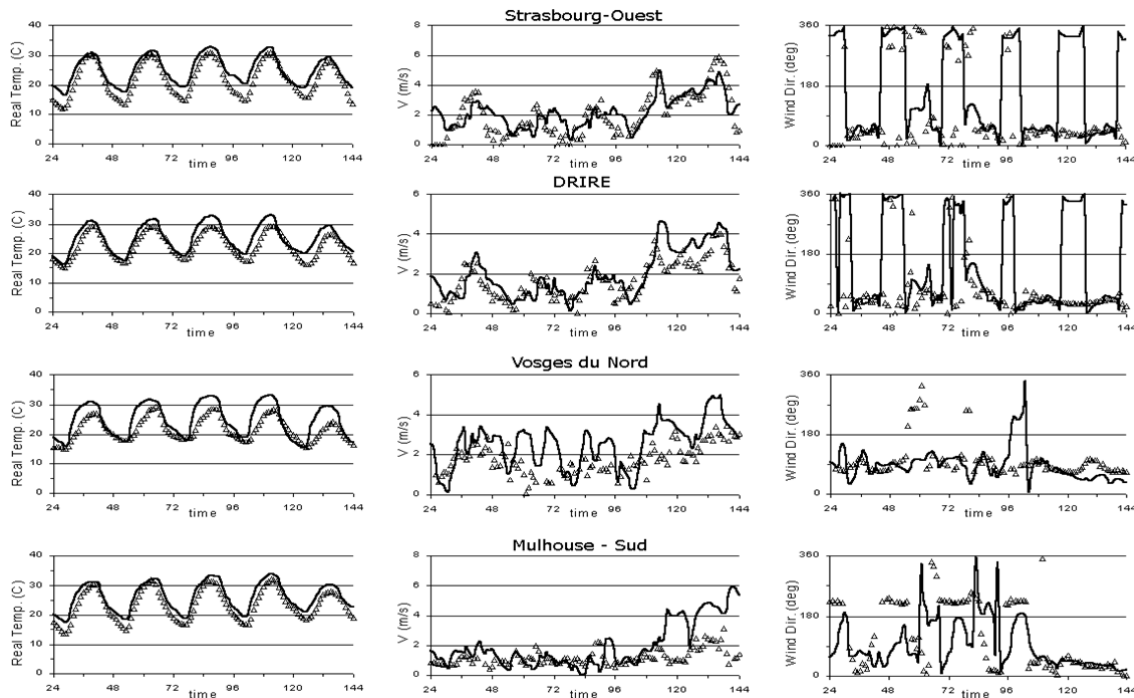 Strasbourg-Ouest
Real Temp. (C)
40
30
20
10
0
24 48 72 96 120 144
time
V (m/s)
8
6
4
2
0
24 48 72 96 120 144
time
Wind Dir. (deg)
360
180
0
24 48 72 96 120 144
time
DRIRE
Real Temp. (C)
40
30
20
10
0
24 48 72 96 120 144
time
V (m/s)
6
4
2
0
24 48 72 96 120 144
time
Wind Dir. (deg)
360
180
0
24 48 72 96 120 144
time
Vosges du Nord
Real Temp. (C)
40
30
20
10
0
24 48 72 96 120 144
time
V (m/s)
6
4
2
0
24 48 72 96 120 144
time
Wind Dir. (deg)
360
180
0
24 48 72 96 120 144
time
Mulhouse - Sud
Real Temp. (C)
40
30
20
10
0
24 48 72 96 120 144
time
V (m/s)
8
6
4
2
0
24 48 72 96 120 144
time
Wind Dir. (deg)
360
180
0
24 48 72 96 120 144
time